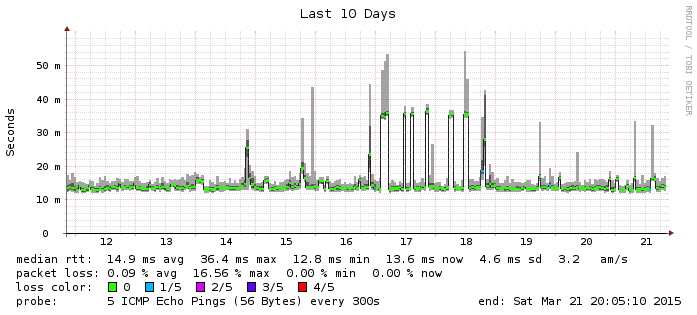 Last 10 Days
RRDTOOL / TOBI OETIKER
Seconds
50 m
40 m
30 m
20 m
10 m
0
12 13 14 15 16 17 18 19 20 21
median rtt: 14.9 ms avg 36.4 ms max 12.8 ms min 13.6 ms now 4.6 ms sd 3.2 am/s
packet loss: 0.09 % avg 16.56 % max 0.00 % min 0.00 % now
loss color: 0 1/5 2/5 3/5 4/5
probe: 5 ICMP Echo Pings (56 Bytes) every 300s end: Sat Mar 21 20:05:10 2015